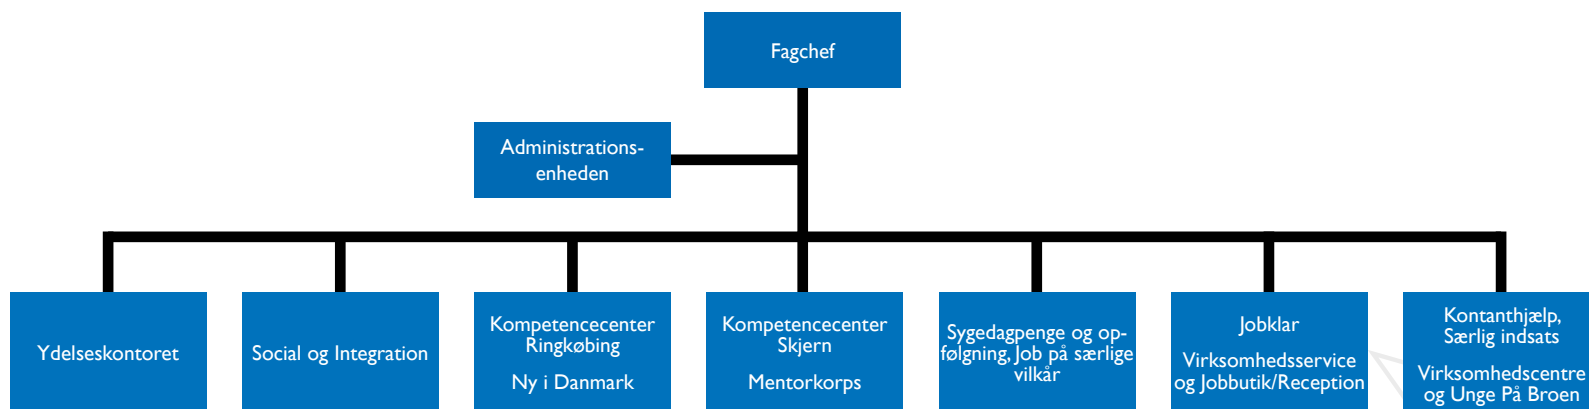 Fagchef
Administrations-
enheden
Ydelseskontoret
Social og Integration
Kompetencecenter
Ringkøbing
Ny i Danmark
Kompetencecenter
Skjern
Mentorkorps
Sygedagpenge og op-
følgning, Job på særlige
vilkår
Jobklar
Virksomhedsservice
og Jobbutik/Reception
Kontanthjælp,
Særlig indsats
Virksomhedscentre
og Unge På Broen